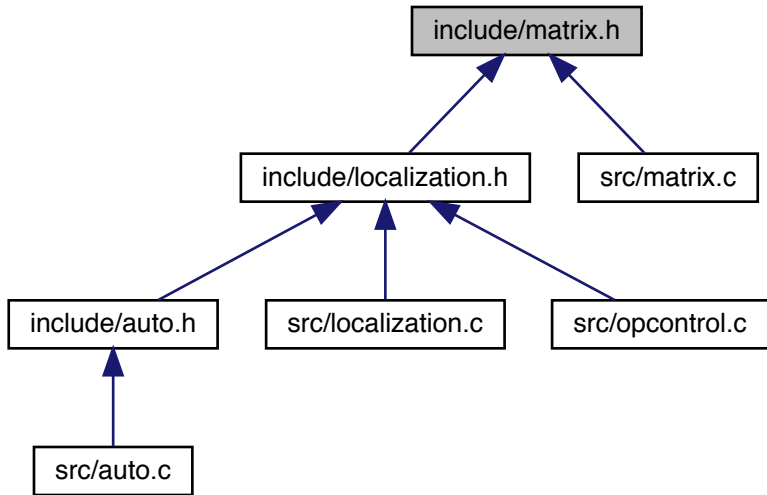 include/matrix.h
include/localization.h
src/matrix.c
include/auto.h
src/localization.c
src/opcontrol.c
src/auto.c